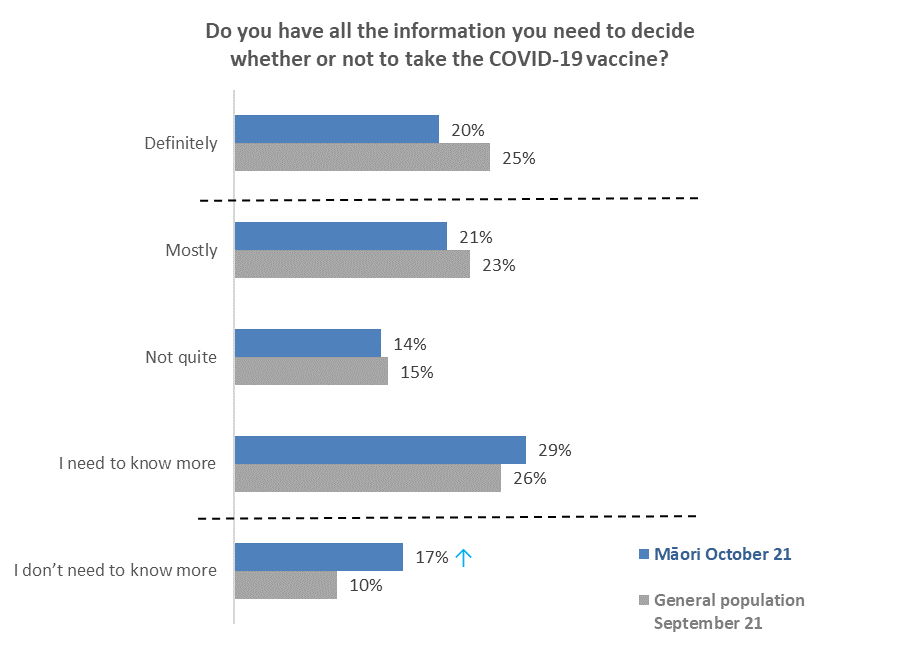 Do you have all the information you need to decide
whether or not to take the COVID-19 vaccine?
Definitely
20%
25%
Mostly
21%
23%
Not quite
14%
15%
I need to know more
29%
26%
I don’t need to know more
17%
10%
Māori October 21
General population
September 21